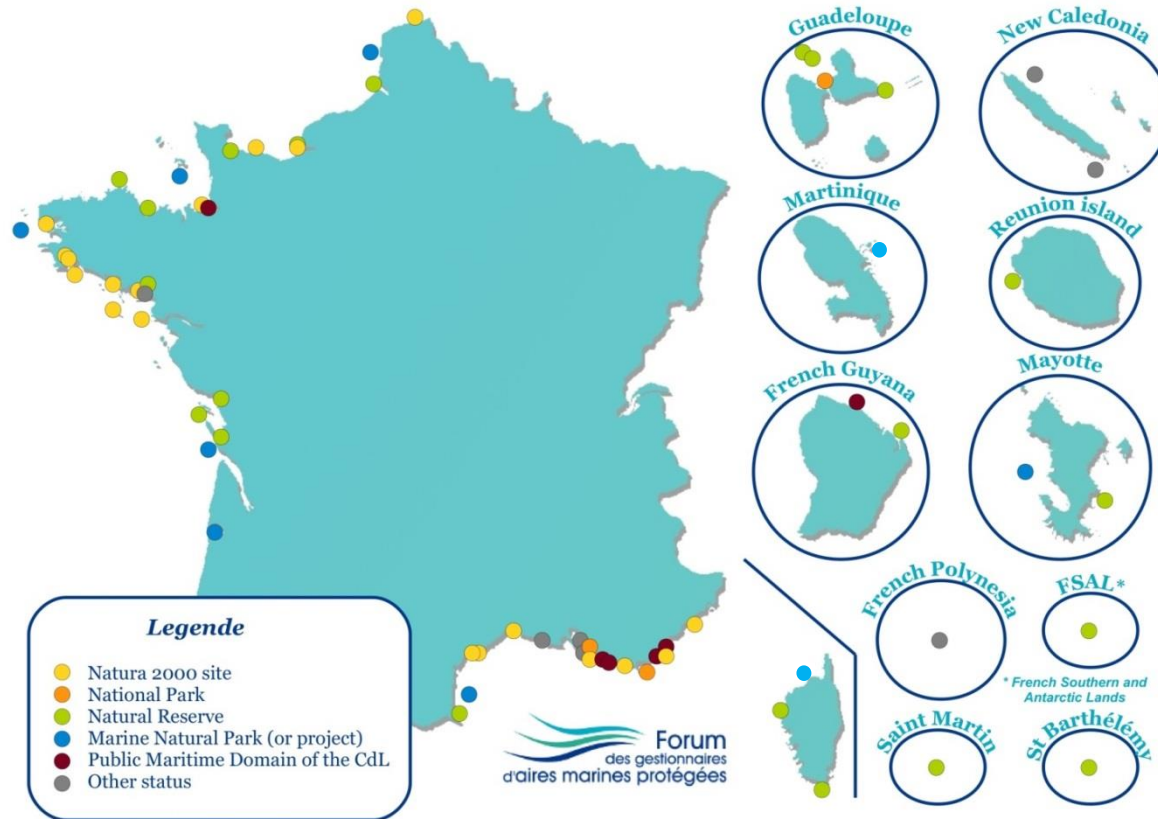 Guadeloupe
New Caledonia
Martinique
Reunion island
French Guyana
Mayotte
French Polynesia
FSAL*
* French Southern and
Antarctic Lands
Saint Martin
St Barthélémy
Legende
Natura 2000 site
National Park
Natural Reserve
Marine Natural Park (or project)
Public Maritime Domain of the CdL
Other status
Forum
des gestionnaires
d'aires marines protégées